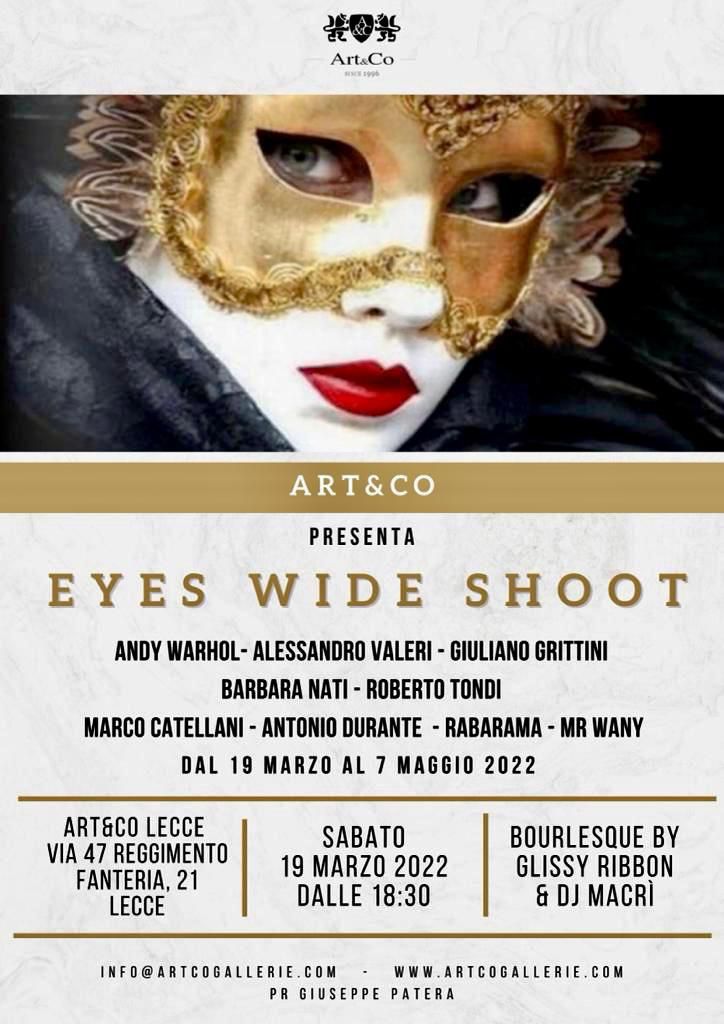 A
&C
Art&Co
SINCE 1996
ART&CO
PRESENTA
EYES WIDE SHOOT
ANDY WARHOL- ALESSANDRO VALERI - GIULIANO GRITTINI
BARBARA NATI - ROBERTO TONDI
MARCO CATELLANI - ANTONIO DURANTE - RABARAMA - MR WANY
DAL 19 MARZO AL 7 MAGGIO 2022
ART&CO LECCE
VIA 47 REGGIMENTO
FANTERIA, 21
LECCE
SABATO
19 MARZO 2022
DALLE 18:30
BOURLESQUE BY
GLISSY RIBBON
& DJ MACRÌ
INFO@ARTCOGALLERIE.COM - WWW.ARTCOGALLERIE.COM
PR GIUSEPPE PATERA